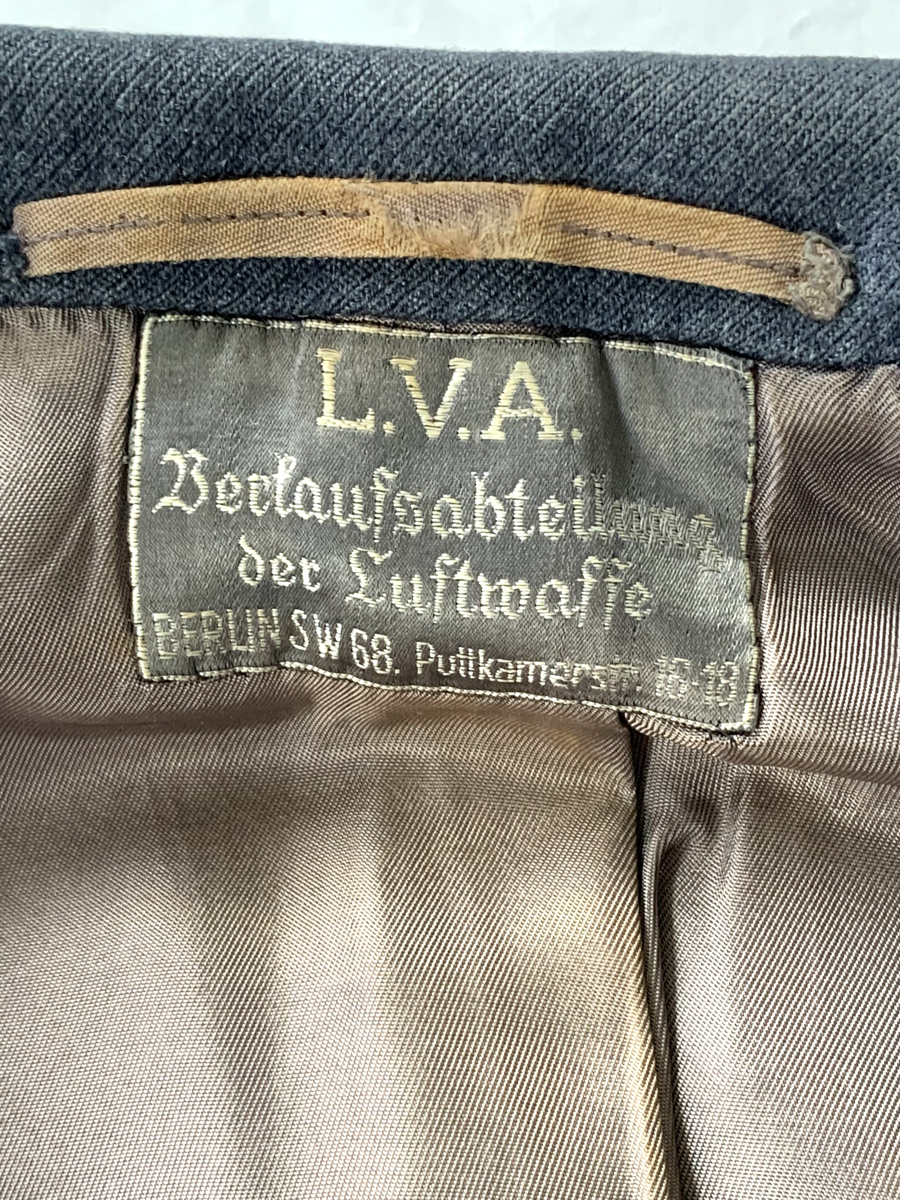 L.V.A.
Verkaufsabteilung
der Luftwaffe
BERLIN SW 68. Puttkamerstr. 16-18